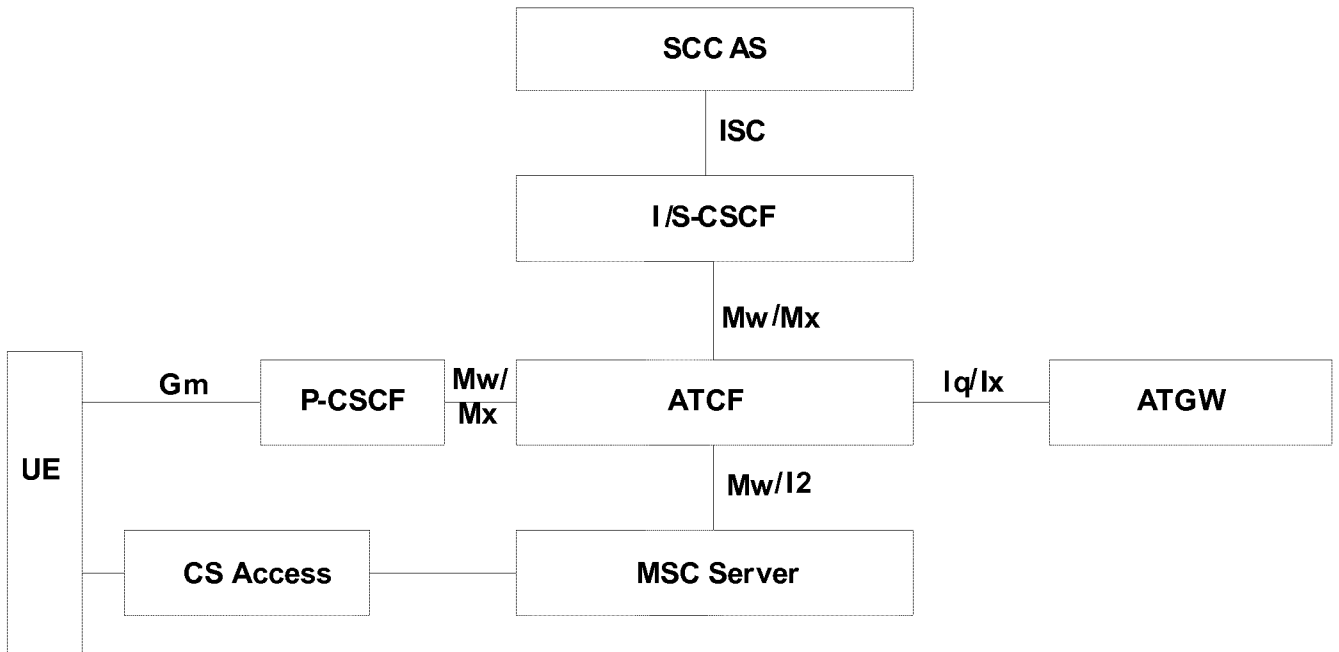 SCC AS
ISC
I/S-CSCF
Mw/Mx
Gm
P-CSCF
Mw/
Mx
ATCF
Iq/Ix
ATGW
UE
Mw/I2
CS Access
MSC Server